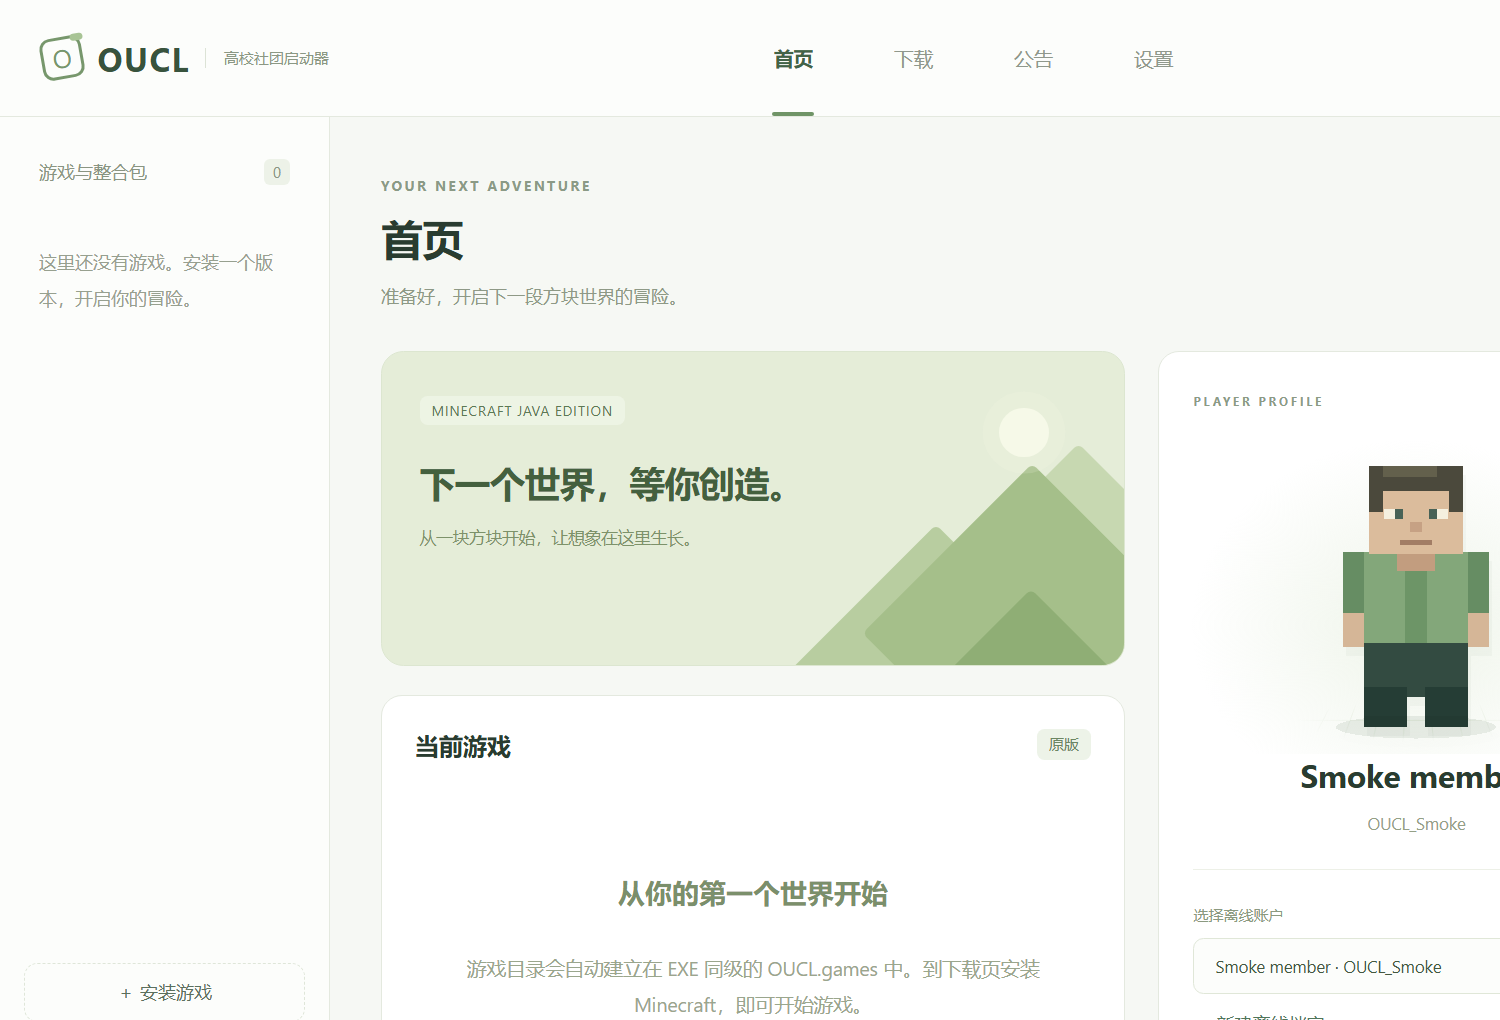 O OUCL 高校社团启动器
首页 下载 公告 设置
游戏与整合包 0
这里还没有游戏。安装一个版
本，开启你的冒险。
+ 安装游戏
YOUR NEXT ADVENTURE
首页
准备好，开启下一段方块世界的冒险。
MINECRAFT JAVA EDITION
下一个世界，等你创造。
从一块方块开始，让想象在这里生长。
当前游戏 原版
从你的第一个世界开始
游戏目录会自动建立在 EXE 同级的 OUCL.games 中。到下载页安装
Minecraft，即可开始游戏。
PLAYER PROFILE
Smoke memb
OUCL_Smoke
选择离线账户
Smoke member · OUCL_Smoke